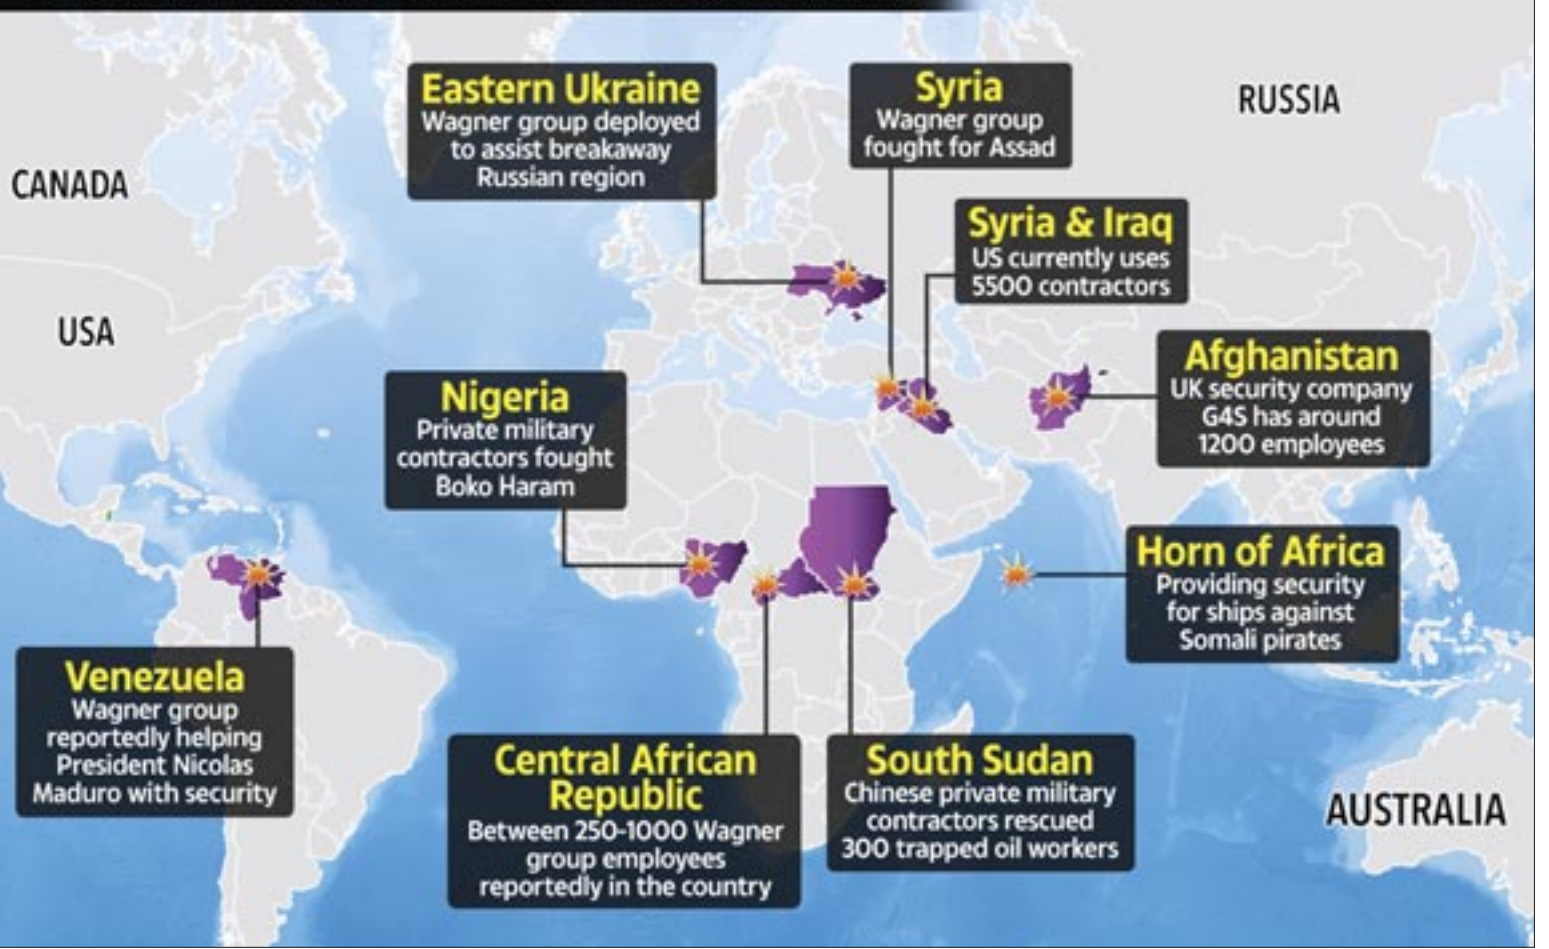 Eastern Ukraine
Wagner group deployed
to assist breakaway
Russian region
Syria
Wagner group
fought for Assad
RUSSIA
CANADA
Syria & Iraq
US currently uses
5500 contractors
USA
Afghanistan
UK security company
G4S has around
1200 employees
Nigeria
Private military
contractors fought
Boko Haram
Horn of Africa
Providing security
for ships against
Somali pirates
Venezuela
Wagner group
reportedly helping
President Nicolas
Maduro with security
Central African
Republic
Between 250-1000 Wagner
group employees
reportedly in the country
South Sudan
Chinese private military
contractors rescued
300 trapped oil workers
AUSTRALIA